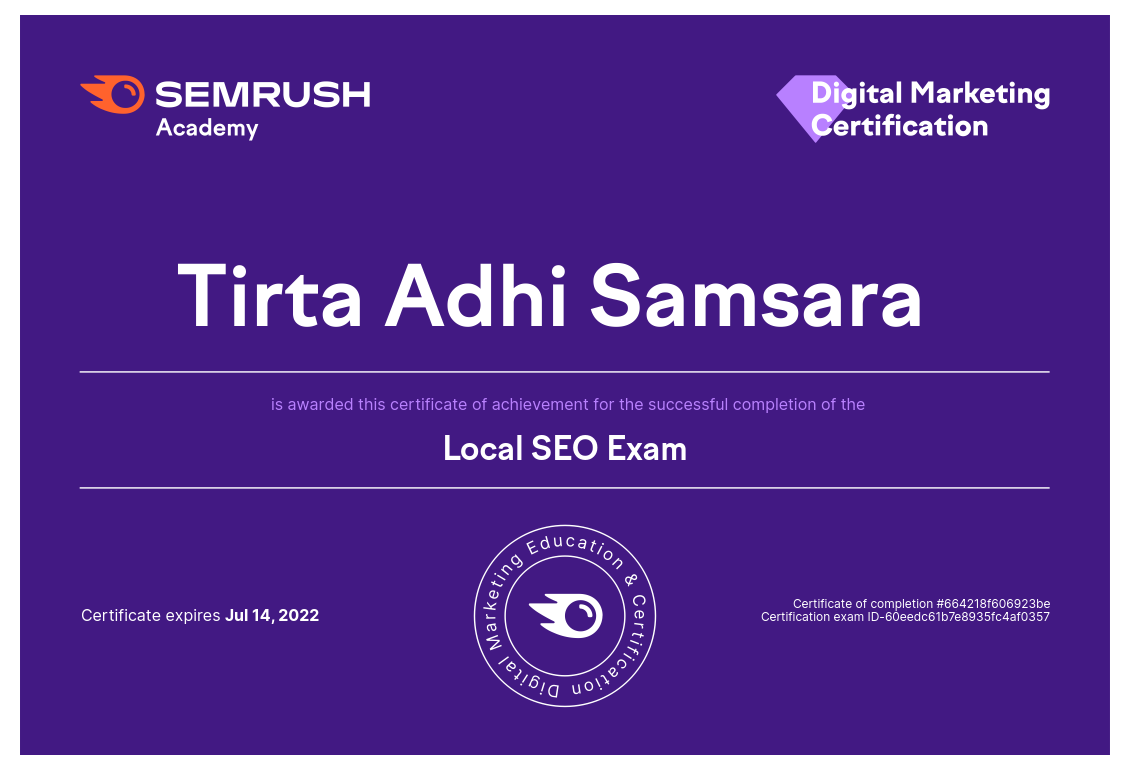 SEMRUSH
Academy
Digital Marketing
Certification
Tirta Adhi Samsara
is awarded this certificate of achievement for the successful completion of the
Local SEO Exam
Certificate expires Jul 14, 2022
Digital Marketing Education & Certification
Certificate of completion #664218f606923be
Certification exam ID-60eedc61b7e8935fc4af0357